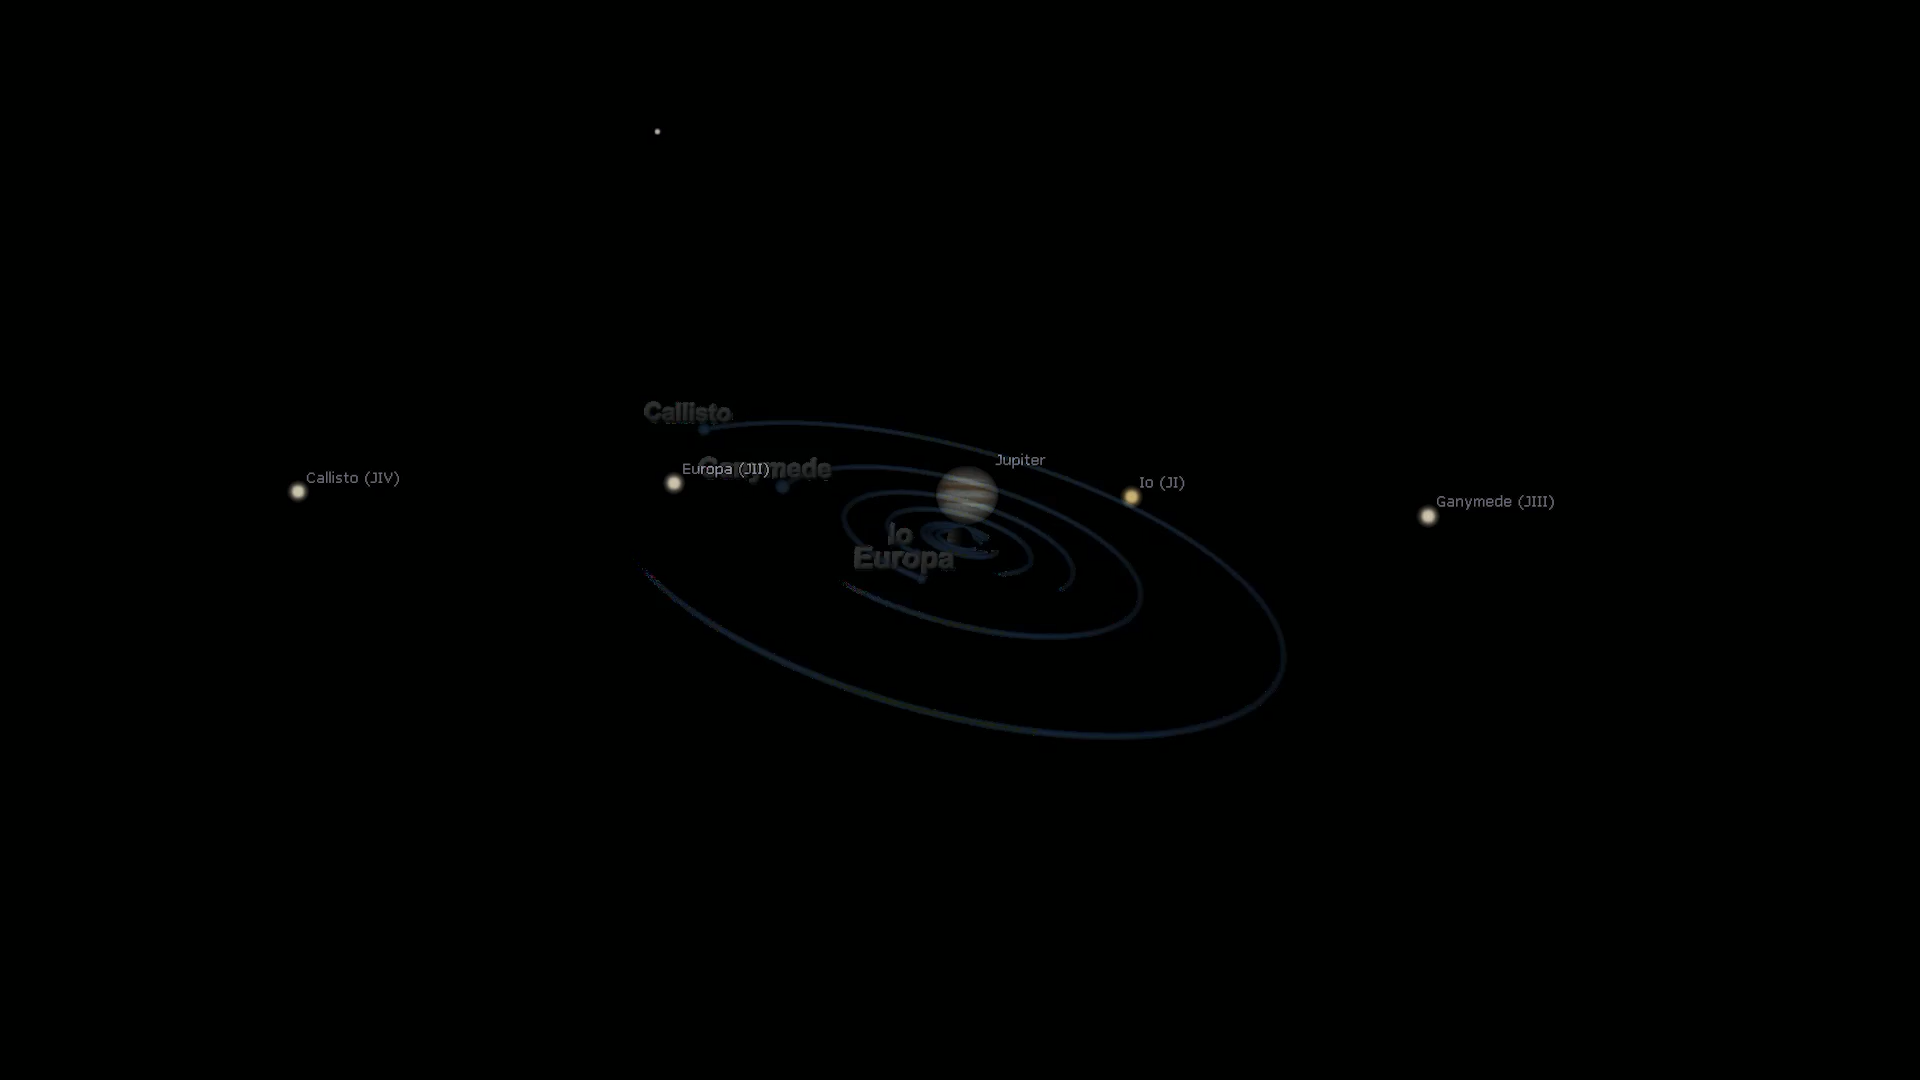 Callisto
Jupiter
Europa (JII)
Ganymede
Callisto (JIV)
Io (JI)
Ganymede (JIII)
Io
Europa